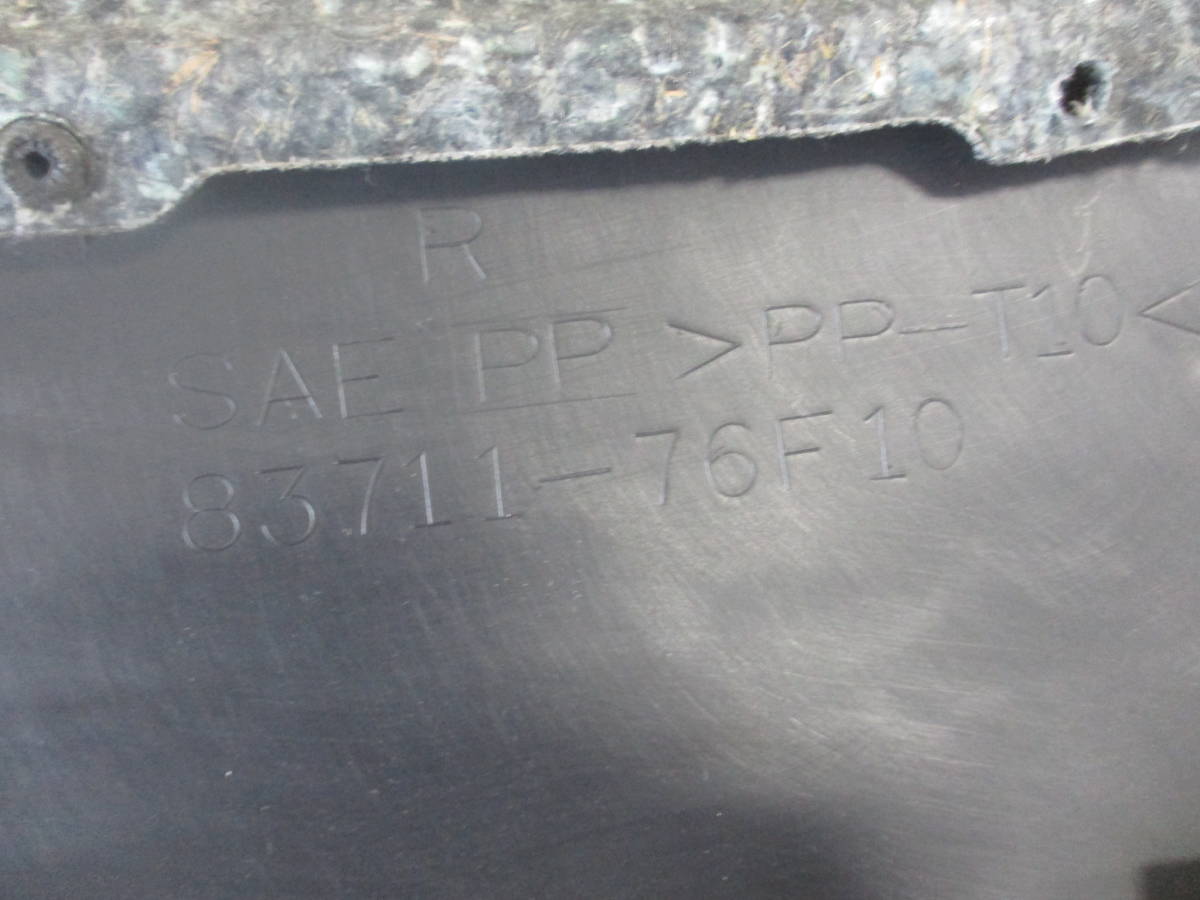 R
SAE PP >PP-T10<
83711-76F10